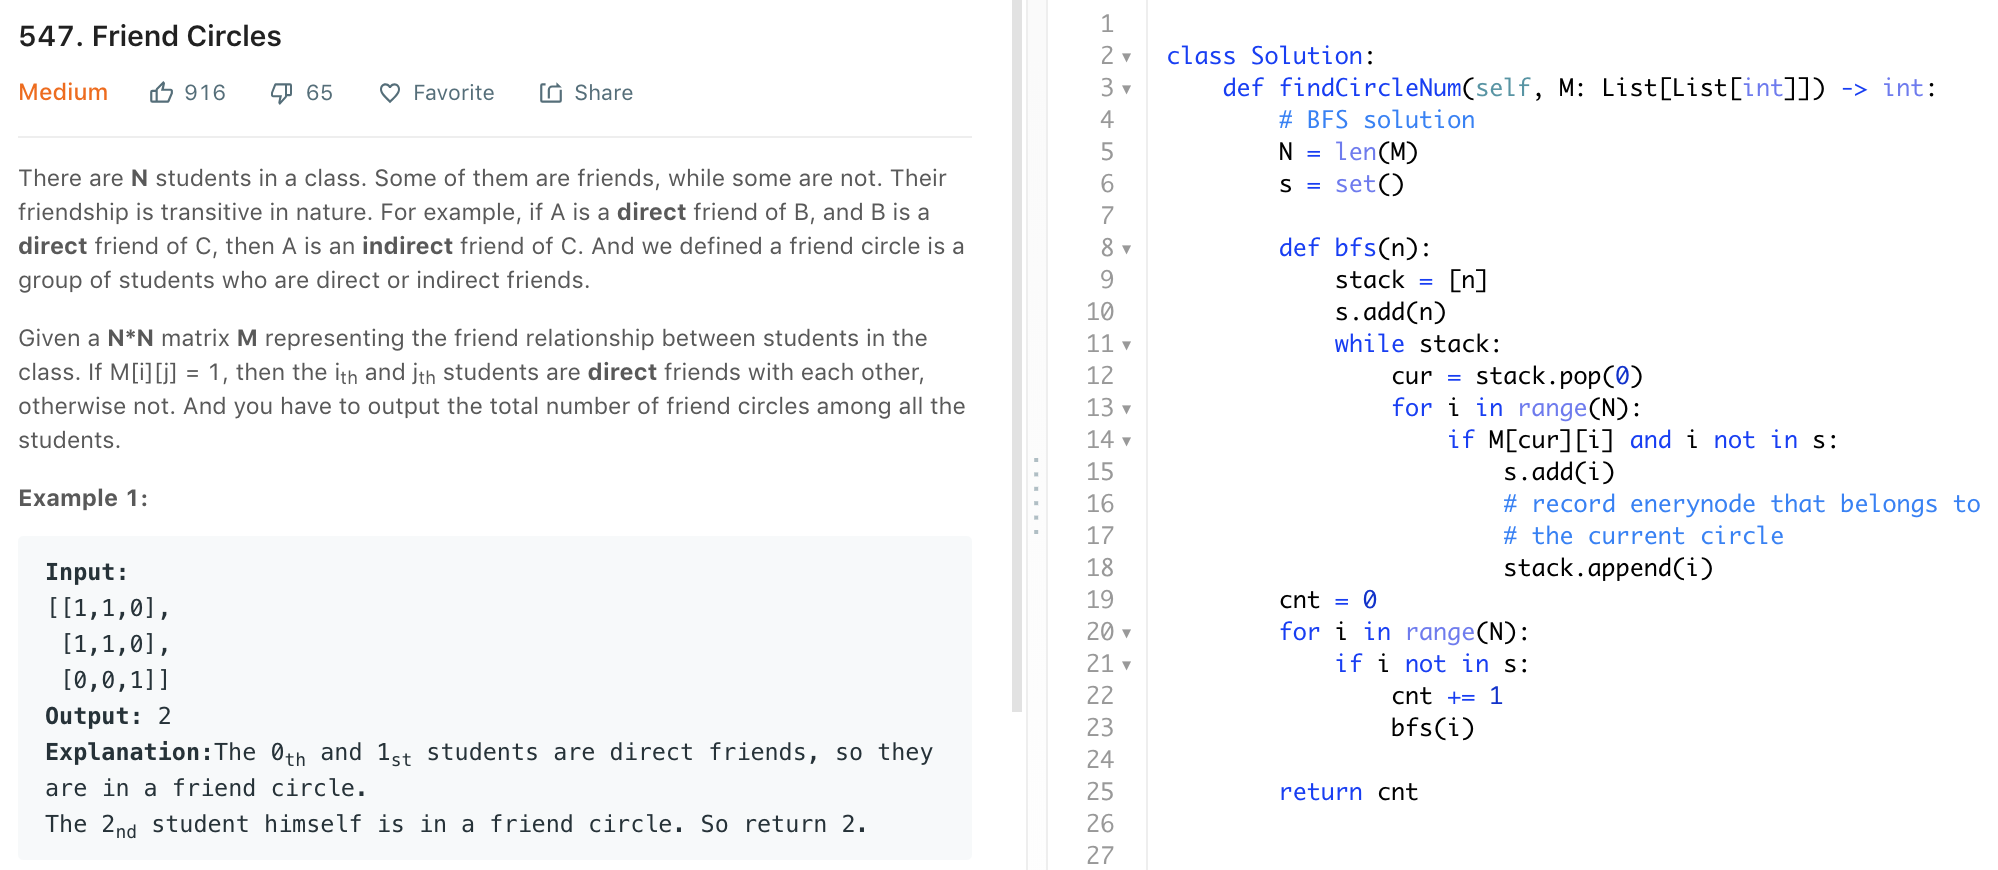 547. Friend Circles
Medium 916 65 Favorite Share
There are N students in a class. Some of them are friends, while some are not. Their
friendship is transitive in nature. For example, if A is a direct friend of B, and B is a
direct friend of C, then A is an indirect friend of C. And we defined a friend circle is a
group of students who are direct or indirect friends.
Given a N*N matrix M representing the friend relationship between students in the
class. If M[i][j] = 1, then the ith and jth students are direct friends with each other,
otherwise not. And you have to output the total number of friend circles among all the
students.
Example 1:
Input:
[[1,1,0],
 [1,1,0],
 [0,0,1]]
Output: 2
Explanation:The 0th and 1st students are direct friends, so they
are in a friend circle.
The 2nd student himself is in a friend circle. So return 2.
1
2 class Solution:
3     def findCircleNum(self, M: List[List[int]]) -> int:
4         # BFS solution
5         N = len(M)
6         s = set()
7
8         def bfs(n):
9             stack = [n]
10             s.add(n)
11             while stack:
12                 cur = stack.pop(0)
13                 for i in range(N):
14                     if M[cur][i] and i not in s:
15                         s.add(i)
16                         # record enerynode that belongs to
17                         # the current circle
18                         stack.append(i)
19         cnt = 0
20         for i in range(N):
21             if i not in s:
22                 cnt += 1
23                 bfs(i)
24
25         return cnt
26
27